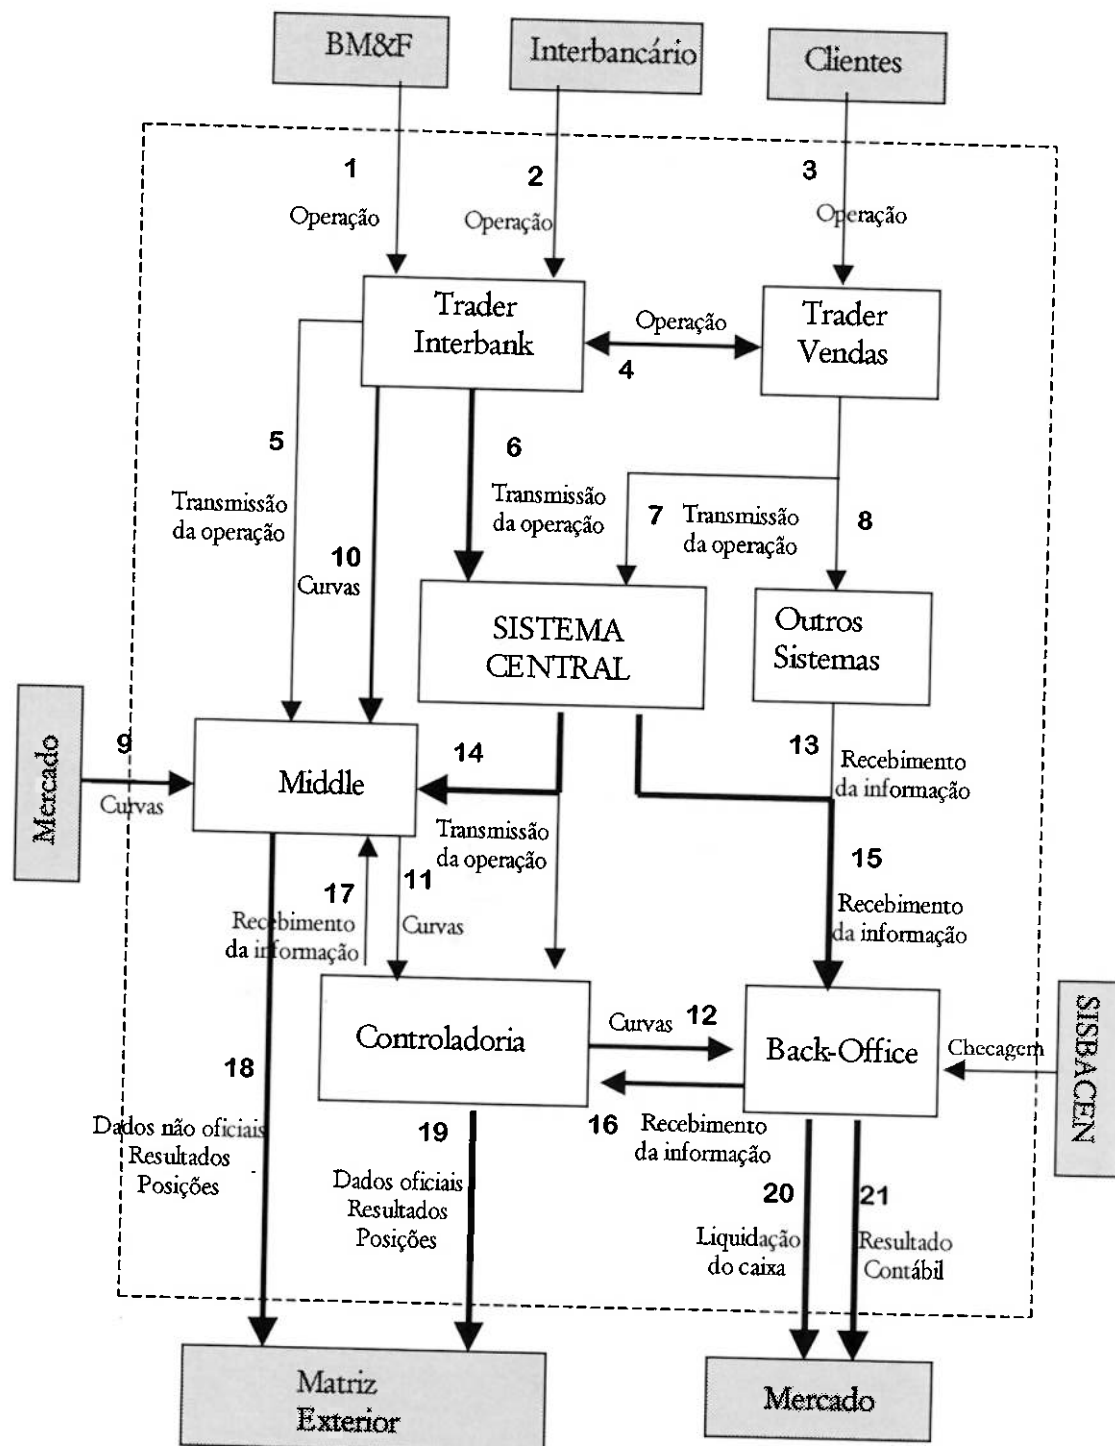 BM&F
Interbancário
Clientes
1
2
3
Operação
Operação
Operação
Trader
Interbank
Operação
4
Trader
Vendas
5
6
Transmissão
da operação
Transmissão
da operação
7
Transmissão
da operação
8
10
Curvas
SISTEMA
CENTRAL
Outros
Sistemas
Mercado
9
Curvas
Middle
14
Transmissão
da operação
13
Recebimento
da informação
15
Recebimento
da informação
17
Recebimento
da informação
11
Curvas
Controladoria
Curvas
12
Back-Office
Checagem
SISBACEN
16
Recebimento
da informação
18
Dados não oficiais
Resultados
Posições
19
Dados oficiais
Resultados
Posições
20
Liquidação
do caixa
21
Resultado
Contábil
Matriz
Exterior
Mercado